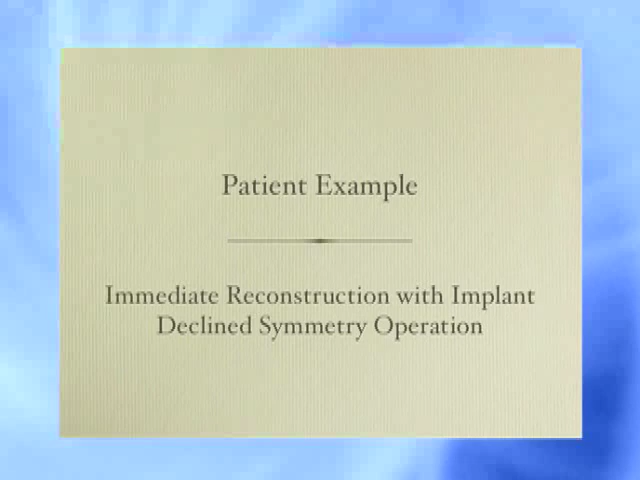 Patient Example
Immediate Reconstruction with Implant
Declined Symmetry Operation